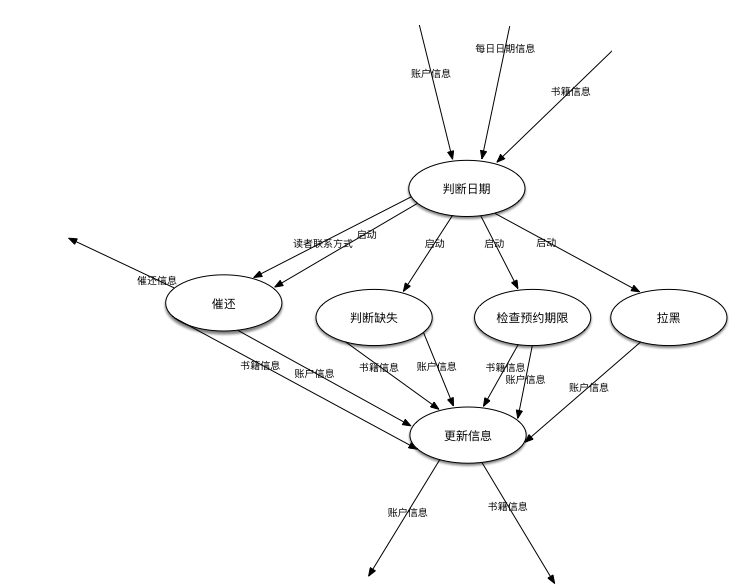 每日日期信息
账户信息
书籍信息
判断日期
读者联系方式
启动
启动
启动
启动
催还信息
催还
判断缺失
检查预约期限
拉黑
书籍信息
账户信息
书籍信息
账户信息
书籍信息
账户信息
账户信息
更新信息
账户信息
书籍信息